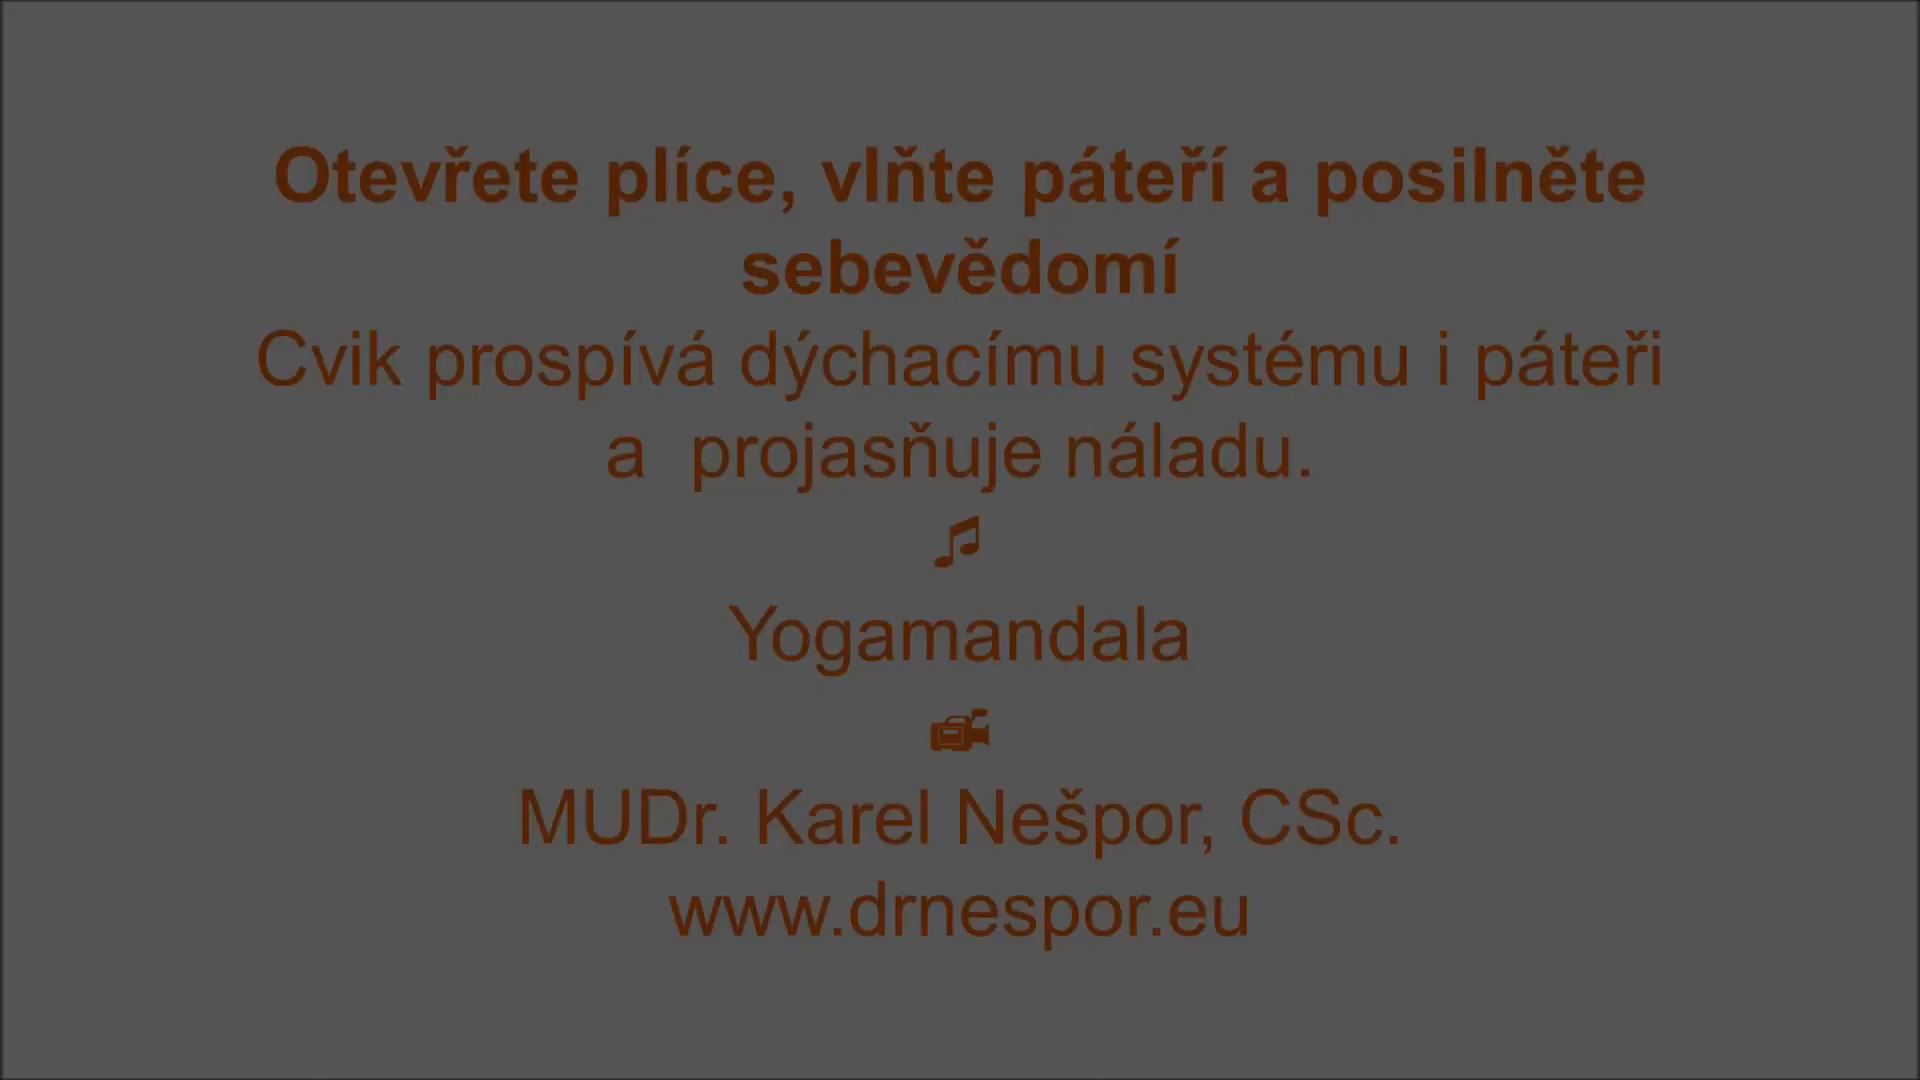 Otevřete plíce, vlňte páteří a posilněte
sebevědomí
Cvik prospívá dýchacímu systému i páteři
a  projasňuje náladu.
♫
Yogamandala
MUDr. Karel Nešpor, CSc.
www.drnespor.eu